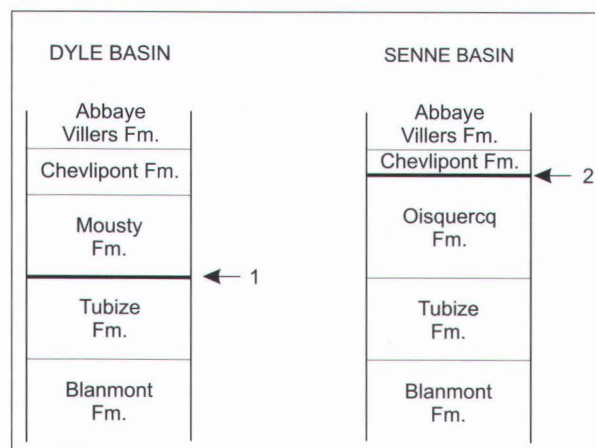 DYLE BASIN
Abbaye
Villers Fm.
Chevlipont Fm.
Mousty
Fm.
1
Tubize
Fm.
Blanmont
Fm.
SENNE BASIN
Abbaye
Villers Fm.
Chevlipont Fm.
2
Oisquercq
Fm.
Tubize
Fm.
Blanmont
Fm.